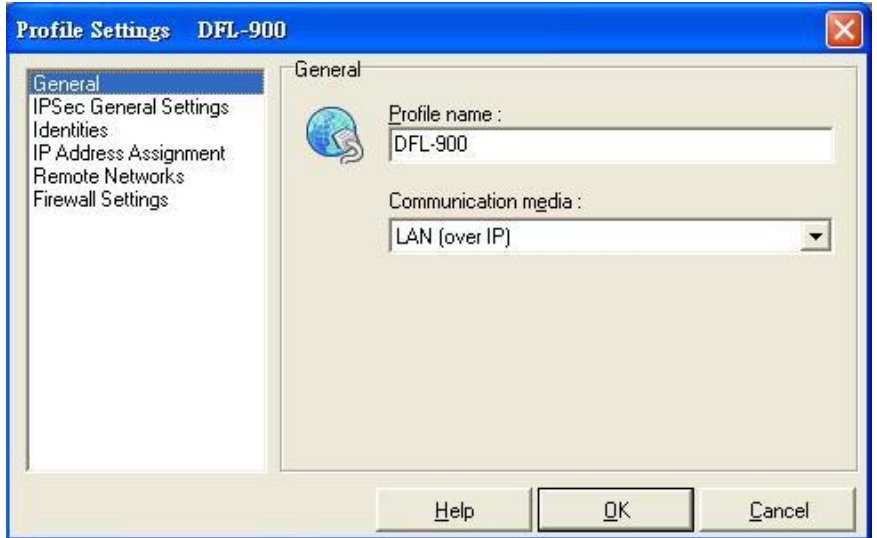 Profile Settings DFL-900
General
IPSec General Settings
Identities
IP Address Assignment
Remote Networks
Firewall Settings
General
Profile name :
DFL-900
Communication media :
LAN (over IP)
Help
OK
Cancel